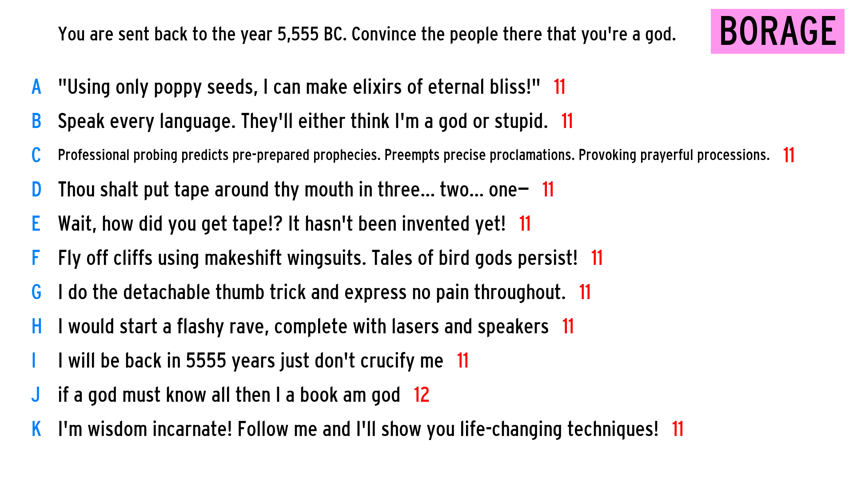 You are sent back to the year 5,555 BC. Convince the people there that you're a god.
BORAGE
A "Using only poppy seeds, I can make elixirs of eternal bliss!" 11
B Speak every language. They'll either think I'm a god or stupid. 11
C Professional probing predicts pre-prepared prophecies. Preempts precise proclamations. Provoking prayerful processions. 11
D Thou shalt put tape around thy mouth in three... two... one— 11
E Wait, how did you get tape!? It hasn't been invented yet! 11
F Fly off cliffs using makeshift wingsuits. Tales of bird gods persist! 11
G I do the detachable thumb trick and express no pain throughout. 11
H I would start a flashy rave, complete with lasers and speakers 11
I I will be back in 5555 years just don't crucify me 11
J if a god must know all then I a book am god 12
K I'm wisdom incarnate! Follow me and I'll show you life-changing techniques! 11